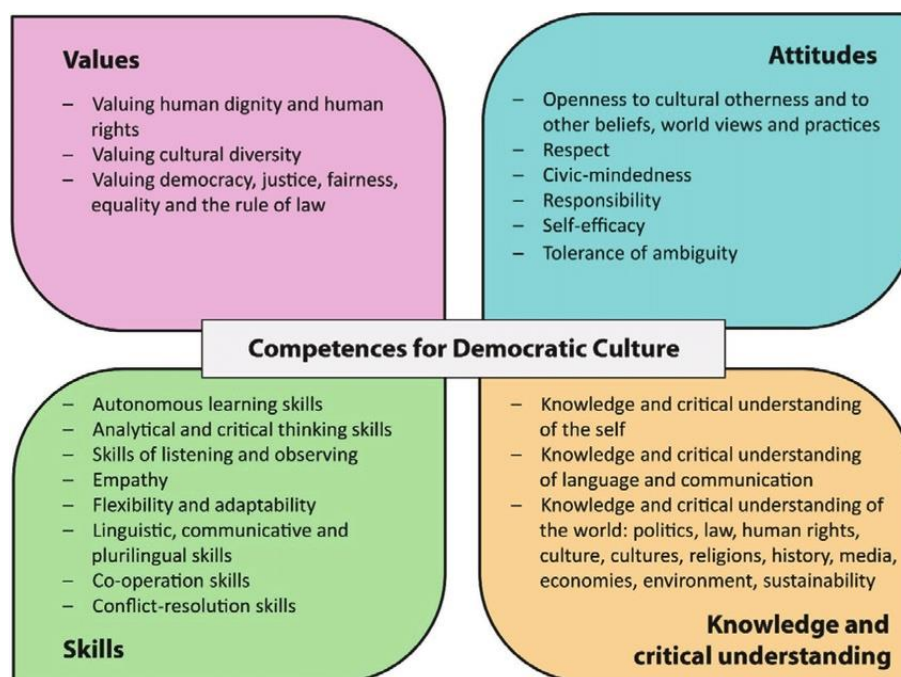 Values
– Valuing human dignity and human
rights
– Valuing cultural diversity
– Valuing democracy, justice, fairness,
equality and the rule of law
Attitudes
– Openness to cultural otherness and to
other beliefs, world views and practices
– Respect
– Civic-mindedness
– Responsibility
– Self-efficacy
– Tolerance of ambiguity
Competences for Democratic Culture
– Autonomous learning skills
– Analytical and critical thinking skills
– Skills of listening and observing
– Empathy
– Flexibility and adaptability
– Linguistic, communicative and
plurilingual skills
– Co-operation skills
– Conflict-resolution skills
Skills
– Knowledge and critical understanding
of the self
– Knowledge and critical understanding
of language and communication
– Knowledge and critical understanding of
the world: politics, law, human rights,
culture, cultures, religions, history, media,
economies, environment, sustainability
Knowledge and
critical understanding